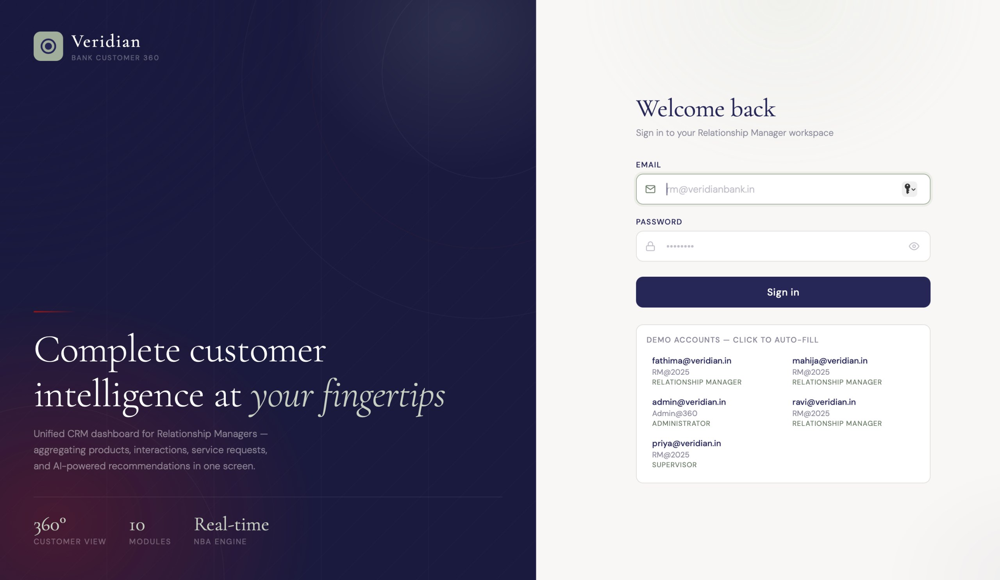 Veridian
BANK CUSTOMER 360
Complete customer
intelligence at your fingertips
Unified CRM dashboard for Relationship Managers —
aggregating products, interactions, service requests,
and AI-powered recommendations in one screen.
360°
CUSTOMER VIEW
10
MODULES
Real-time
NBA ENGINE
Welcome back
Sign in to your Relationship Manager workspace
EMAIL
rm@veridianbank.in
PASSWORD
••••••••
Sign in
DEMO ACCOUNTS — CLICK TO AUTO-FILL
fathima@veridian.in
RM@2025
RELATIONSHIP MANAGER
mahija@veridian.in
RM@2025
RELATIONSHIP MANAGER
admin@veridian.in
Admin@360
ADMINISTRATOR
ravi@veridian.in
RM@2025
RELATIONSHIP MANAGER
priya@veridian.in
RM@2025
SUPERVISOR